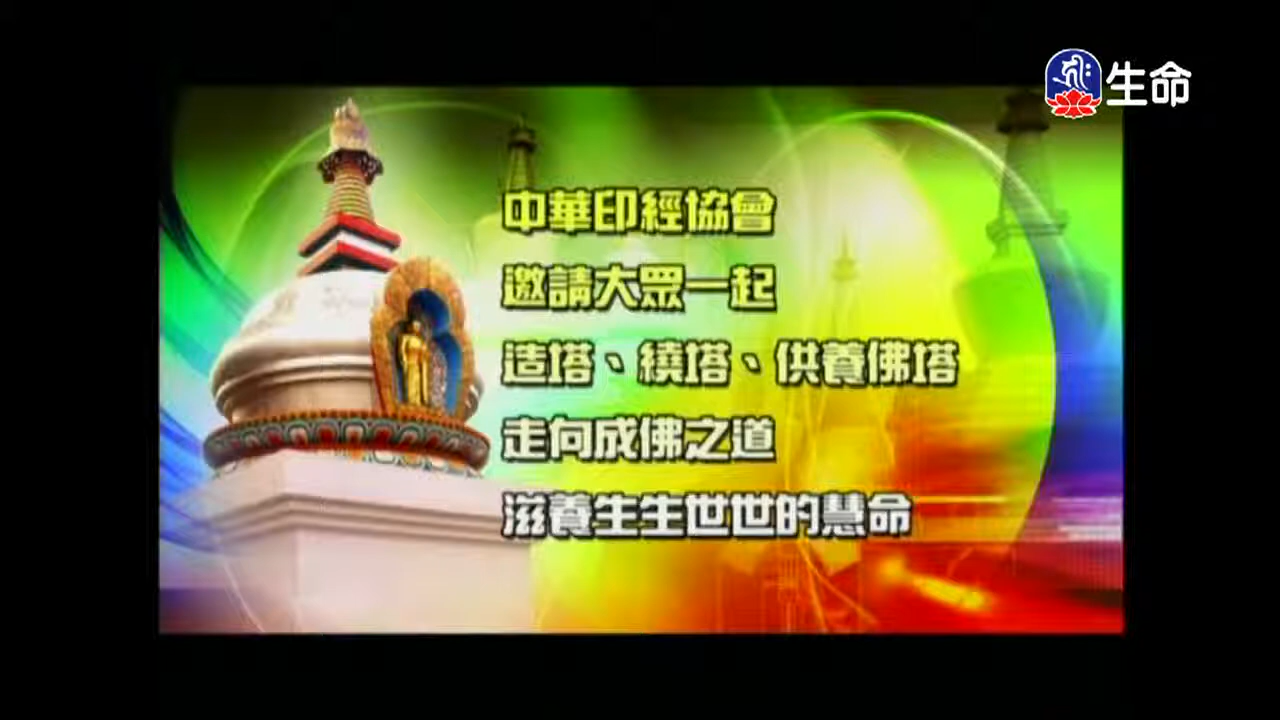 生命
中華印經協會
邀請大眾一起
造塔、繞塔、供養佛塔
走向成佛之道
滋養生生世世的慧命